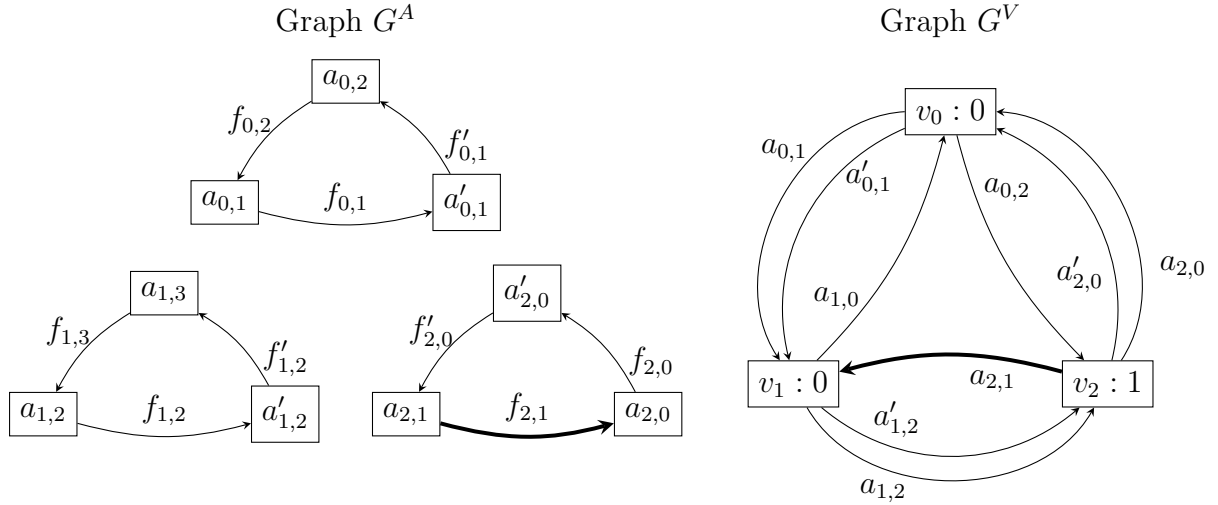 Graph $G^A$
$a_{0,2}$
$f_{0,2}$
$f'_{0,1}$
$a_{0,1}$
$f_{0,1}$
$a'_{0,1}$
$a_{1,3}$
$f_{1,3}$
$f'_{1,2}$
$a_{1,2}$
$f_{1,2}$
$a'_{1,2}$
$a'_{2,0}$
$f'_{2,0}$
$f_{2,0}$
$a_{2,1}$
$f_{2,1}$
$a_{2,0}$
Graph $G^V$
$v_0 : 0$
$a_{0,1}$
$a'_{0,1}$
$a_{0,2}$
$a'_{2,0}$
$a_{2,0}$
$a_{1,0}$
$v_1 : 0$
$a_{2,1}$
$v_2 : 1$
$a'_{1,2}$
$a_{1,2}$